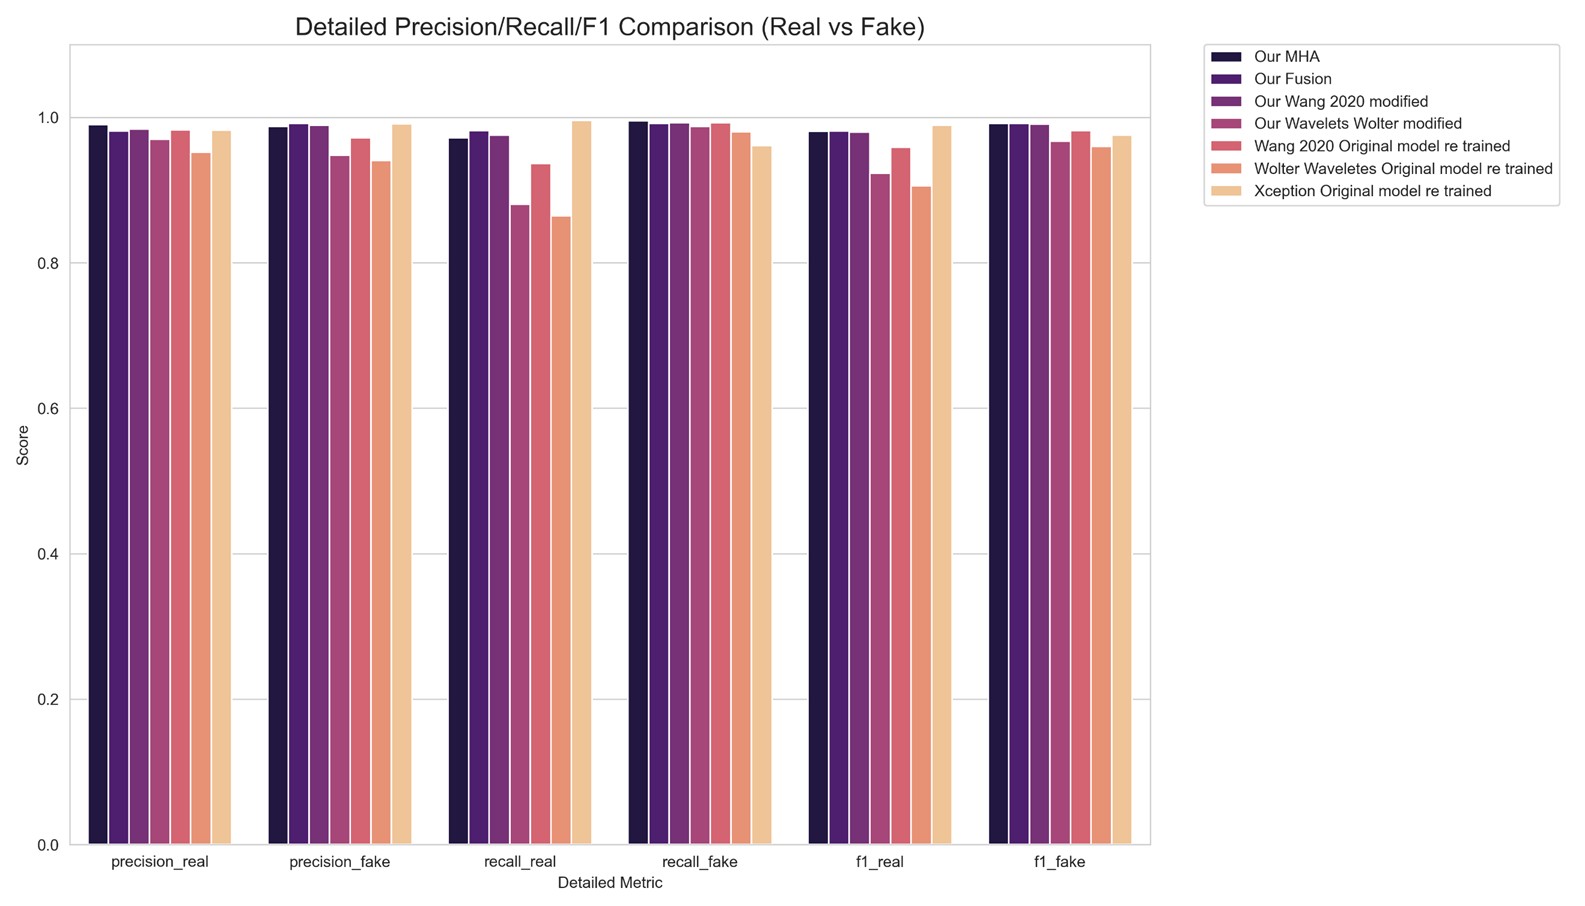 Detailed Precision/Recall/F1 Comparison (Real vs Fake)
Our MHA
Our Fusion
Our Wang 2020 modified
Our Wavelets Wolter modified
Wang 2020 Original model re trained
Wolter Waveletes Original model re trained
Xception Original model re trained
1.0
0.8
0.6
0.4
0.2
0.0
Score
precision_real
precision_fake
recall_real
recall_fake
f1_real
f1_fake
Detailed Metric